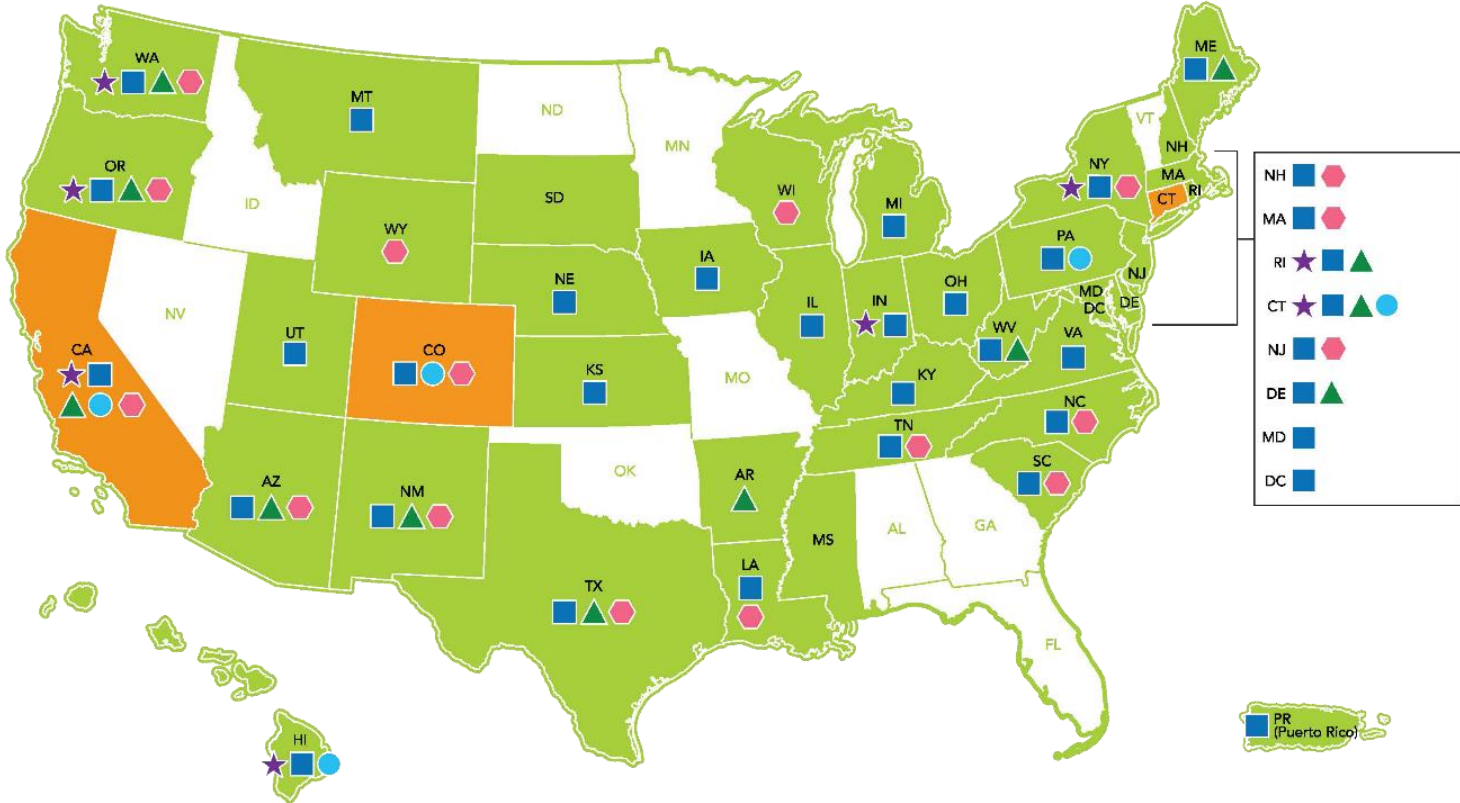 WA
ME
MT
ND
VT
MN
NH
OR
NY
MA
NH
WI
RI
ID
SD
MI
CT
MA
WY
PA
IA
RI
NE
NJ
OH
IL
IN
MD
DE
DC
CT
NV
UT
WV
CA
CO
VA
NJ
KS
KY
MO
DE
NC
TN
MD
OK
SC
AR
AZ
NM
DC
AL
GA
MS
LA
TX
FL
PR
(Puerto Rico)
HI